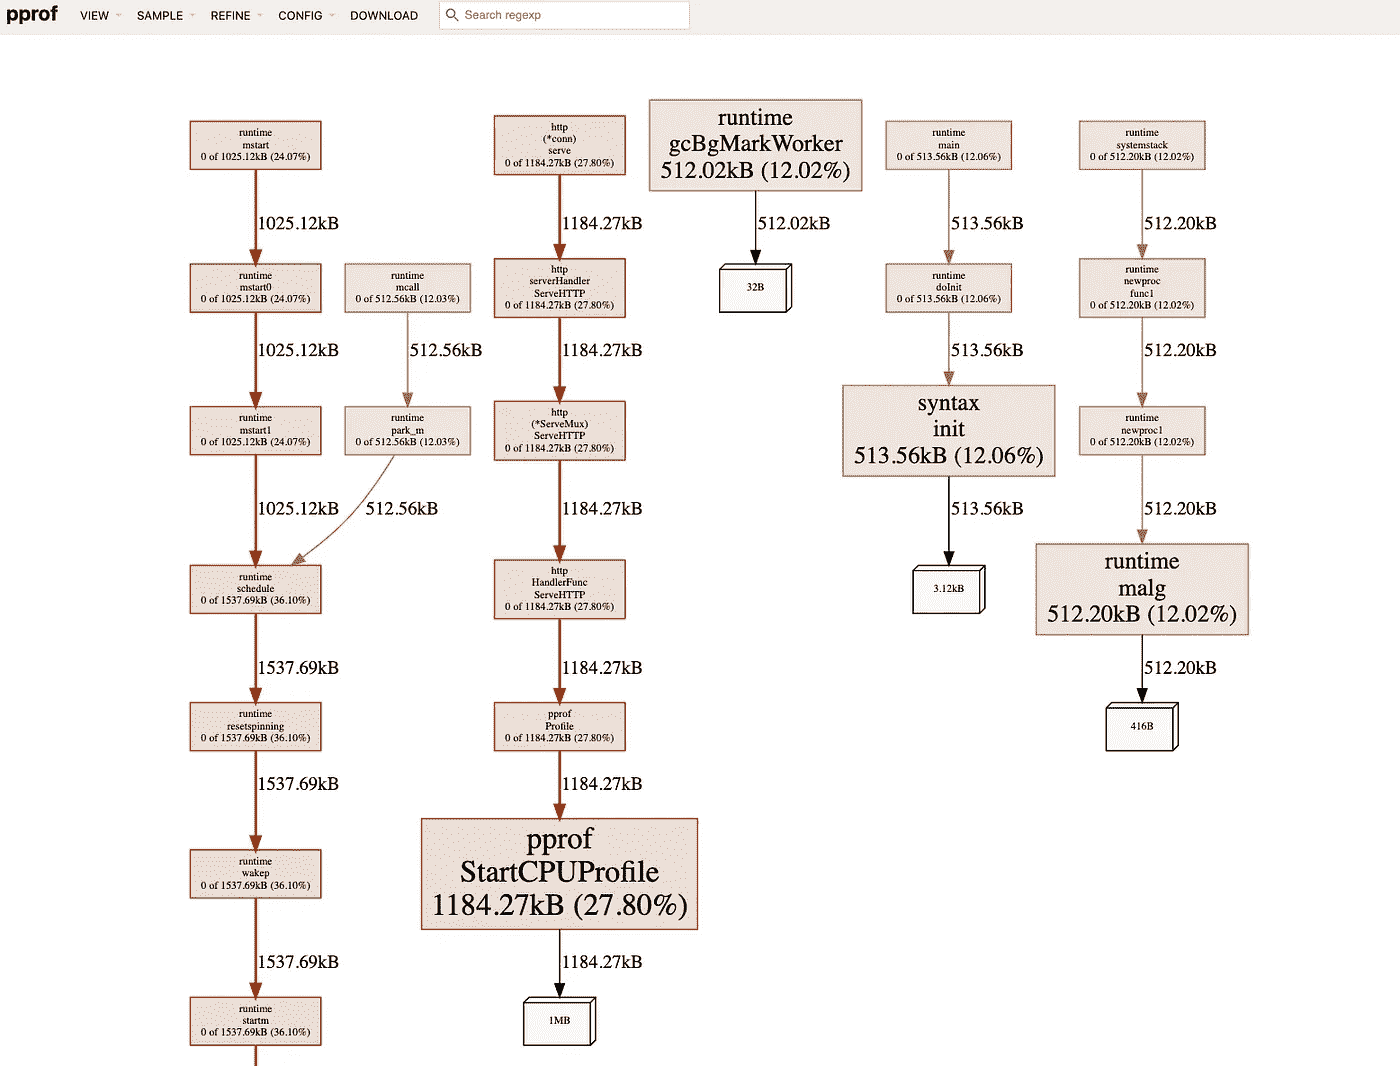 pprof VIEW SAMPLE REFINE CONFIG DOWNLOAD Search regexp
runtime
mstart
0 of 1025.12kB (24.07%)
http
(*conn)
serve
0 of 1184.27kB (27.80%)
runtime
gcBgMarkWorker
512.02kB (12.02%)
runtime
main
0 of 513.56kB (12.06%)
runtime
systemstack
0 of 512.20kB (12.02%)
1025.12kB
1184.27kB
512.02kB
513.56kB
512.20kB
runtime
mstart0
0 of 1025.12kB (24.07%)
runtime
mcall
0 of 512.56kB (12.03%)
http
serverHandler
ServeHTTP
0 of 1184.27kB (27.80%)
32B
runtime
doInit
0 of 513.56kB (12.06%)
runtime
newproc
func1
0 of 512.20kB (12.02%)
1025.12kB
512.56kB
1184.27kB
513.56kB
512.20kB
runtime
mstart1
0 of 1025.12kB (24.07%)
runtime
park_m
0 of 512.56kB (12.03%)
http
(*ServeMux)
ServeHTTP
0 of 1184.27kB (27.80%)
syntax
init
513.56kB (12.06%)
runtime
newproc1
0 of 512.20kB (12.02%)
1025.12kB
512.56kB
1184.27kB
513.56kB
512.20kB
runtime
schedule
0 of 1537.69kB (36.10%)
http
HandlerFunc
ServeHTTP
0 of 1184.27kB (27.80%)
3.12kB
runtime
malg
512.20kB (12.02%)
1537.69kB
1184.27kB
512.20kB
runtime
resetspinning
0 of 1537.69kB (36.10%)
pprof
Profile
0 of 1184.27kB (27.80%)
416B
1537.69kB
1184.27kB
runtime
wakep
0 of 1537.69kB (36.10%)
pprof
StartCPUProfile
1184.27kB (27.80%)
1537.69kB
1184.27kB
runtime
startm
0 of 1537.69kB (36.10%)
1MB